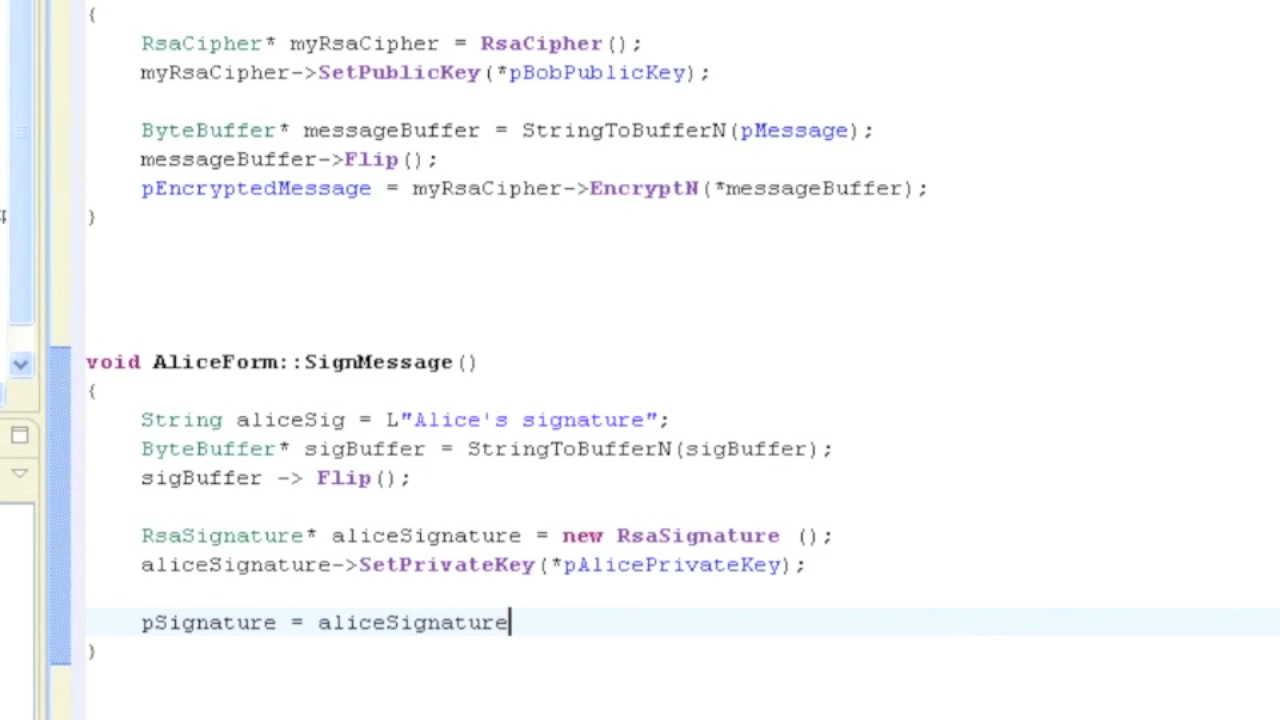 {
RsaCipher* myRsaCipher = RsaCipher();
myRsaCipher->SetPublicKey(*pBobPublicKey);
ByteBuffer* messageBuffer = StringToBufferN(pMessage);
messageBuffer->Flip();
pEncryptedMessage = myRsaCipher->EncryptN(*messageBuffer);
}
void AliceForm::SignMessage()
{
String aliceSig = L"Alice's signature";
ByteBuffer* sigBuffer = StringToBufferN(sigBuffer);
sigBuffer -> Flip();
RsaSignature* aliceSignature = new RsaSignature ();
aliceSignature->SetPrivateKey(*pAlicePrivateKey);
pSignature = aliceSignature
}